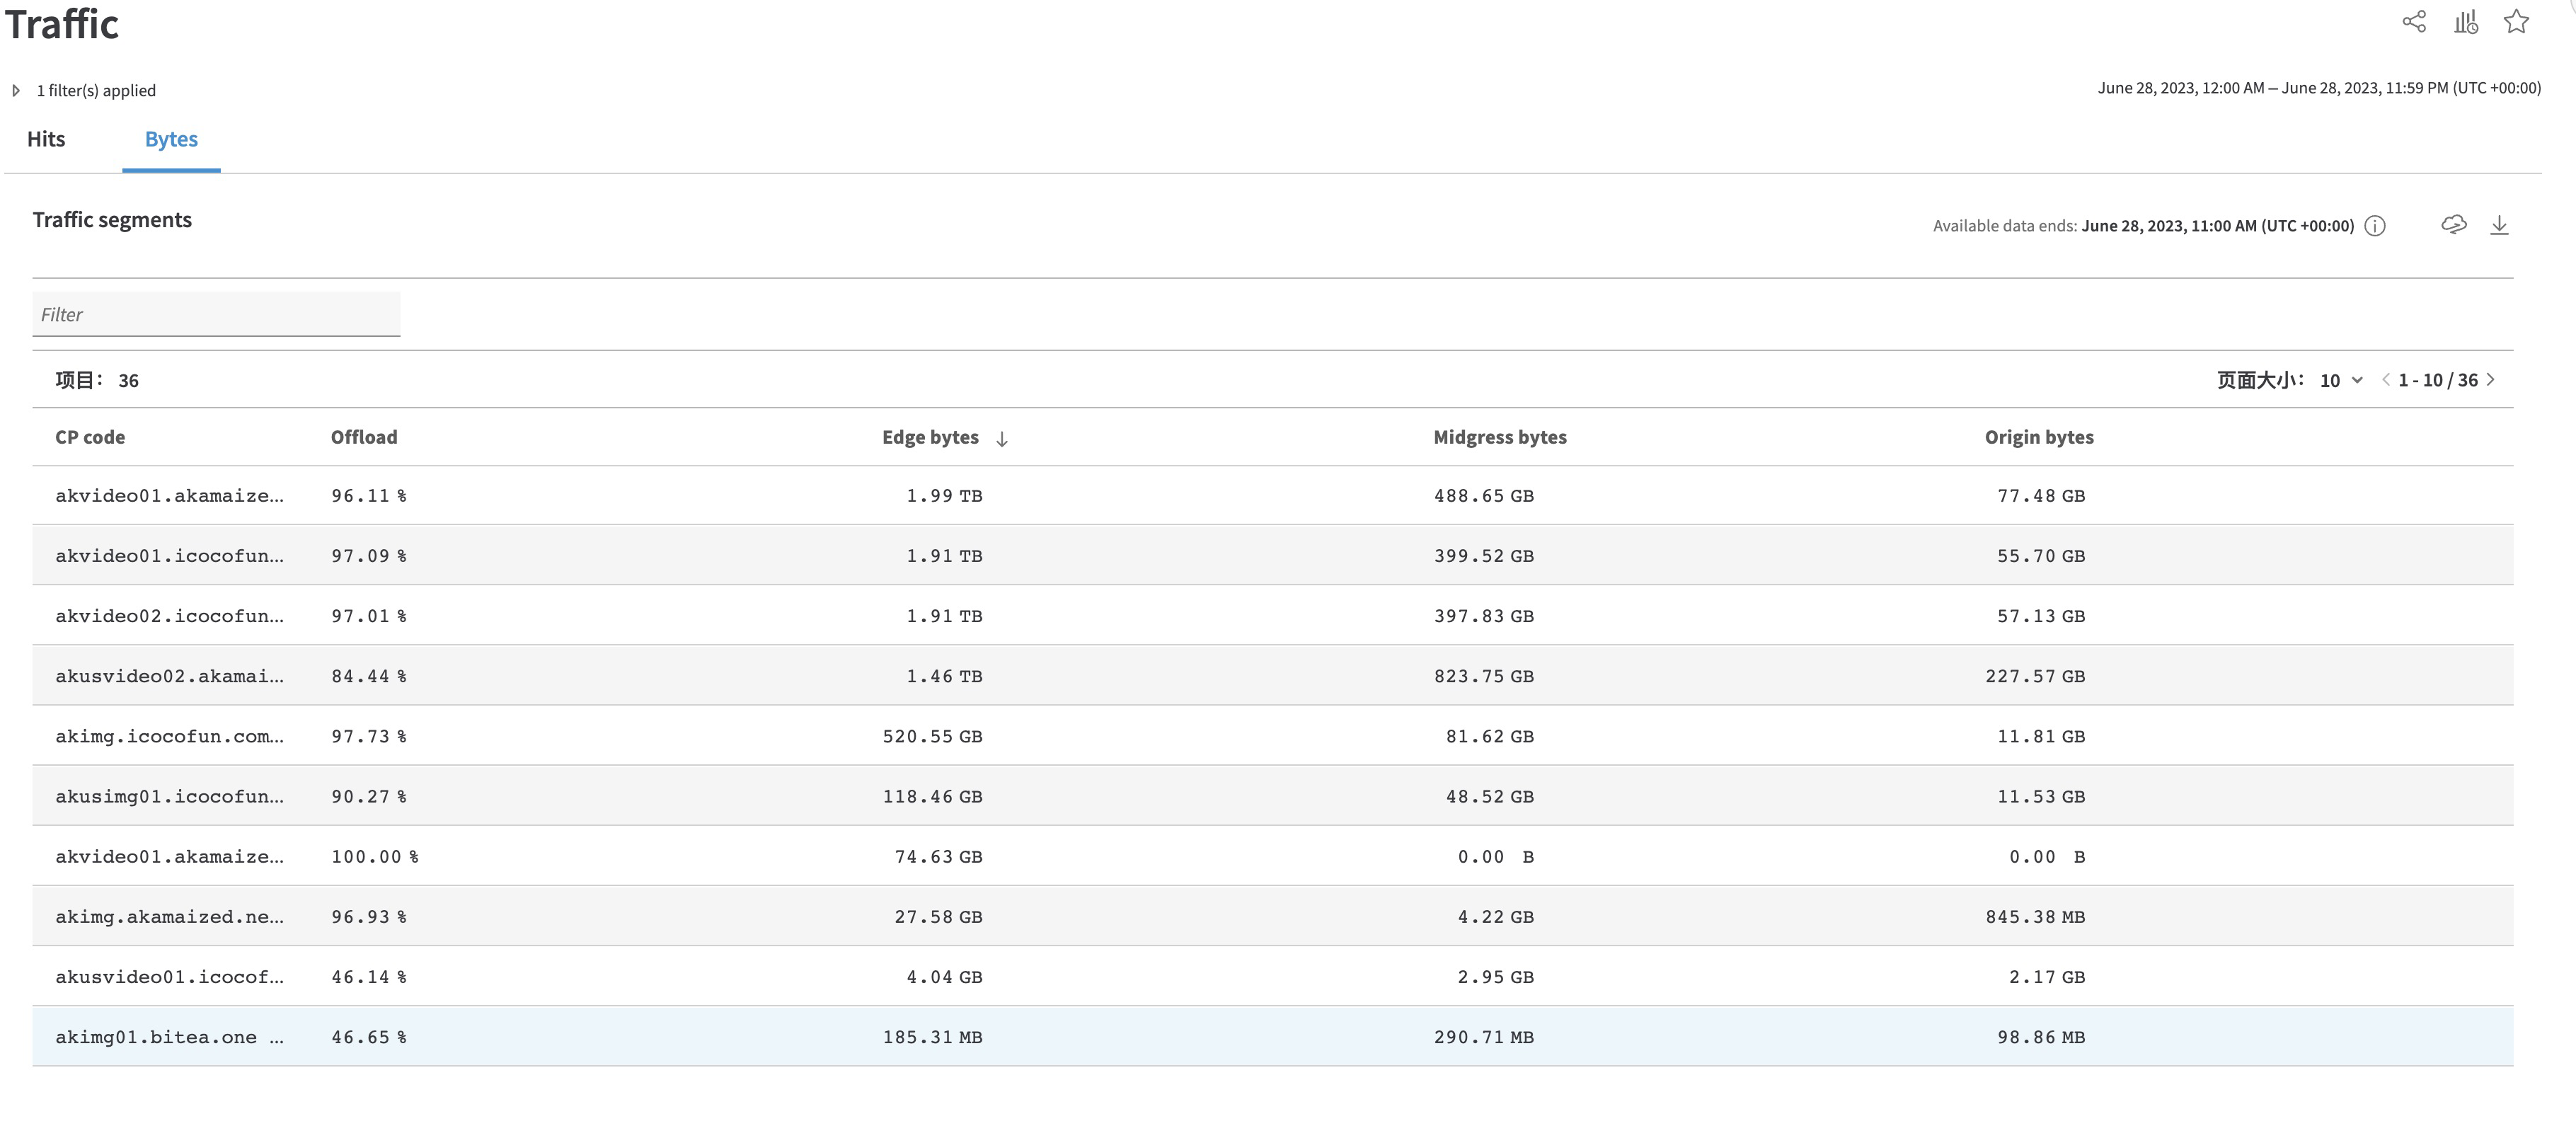 Traffic
1 filter(s) applied
June 28, 2023, 12:00 AM – June 28, 2023, 11:59 PM (UTC +00:00)
Hits Bytes
Traffic segments
Available data ends: June 28, 2023, 11:00 AM (UTC +00:00)
Filter
项目： 36
页面大小： 10 1 - 10 / 36
CP code Offload Edge bytes Midgress bytes Origin bytes
akvideo01.akamaize... 96.11 % 1.99 TB 488.65 GB 77.48 GB
akvideo01.icocofun... 97.09 % 1.91 TB 399.52 GB 55.70 GB
akvideo02.icocofun... 97.01 % 1.91 TB 397.83 GB 57.13 GB
akusvideo02.akamai... 84.44 % 1.46 TB 823.75 GB 227.57 GB
akimg.icocofun.com... 97.73 % 520.55 GB 81.62 GB 11.81 GB
akusimg01.icocofun... 90.27 % 118.46 GB 48.52 GB 11.53 GB
akvideo01.akamaize... 100.00 % 74.63 GB 0.00 B 0.00 B
akimg.akamaized.ne... 96.93 % 27.58 GB 4.22 GB 845.38 MB
akusvideo01.icocof... 46.14 % 4.04 GB 2.95 GB 2.17 GB
akimg01.bitea.one ... 46.65 % 185.31 MB 290.71 MB 98.86 MB